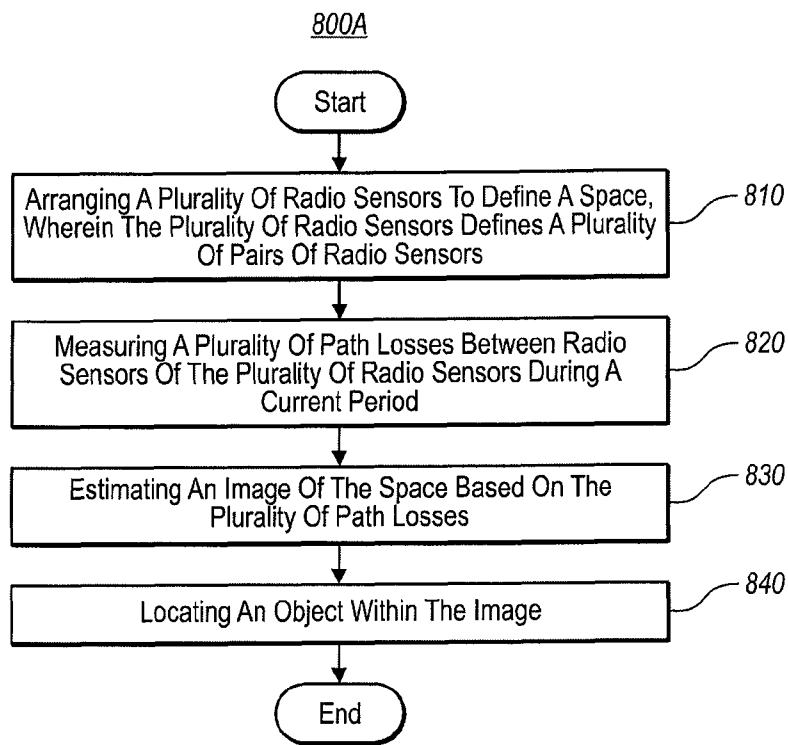 800A
Start
Arranging A Plurality Of Radio Sensors To Define A Space,
Wherein The Plurality Of Radio Sensors Defines A Plurality
Of Pairs Of Radio Sensors
810
Measuring A Plurality Of Path Losses Between Radio
Sensors Of The Plurality Of Radio Sensors During A
Current Period
820
Estimating An Image Of The Space Based On The
Plurality Of Path Losses
830
Locating An Object Within The Image
840
End